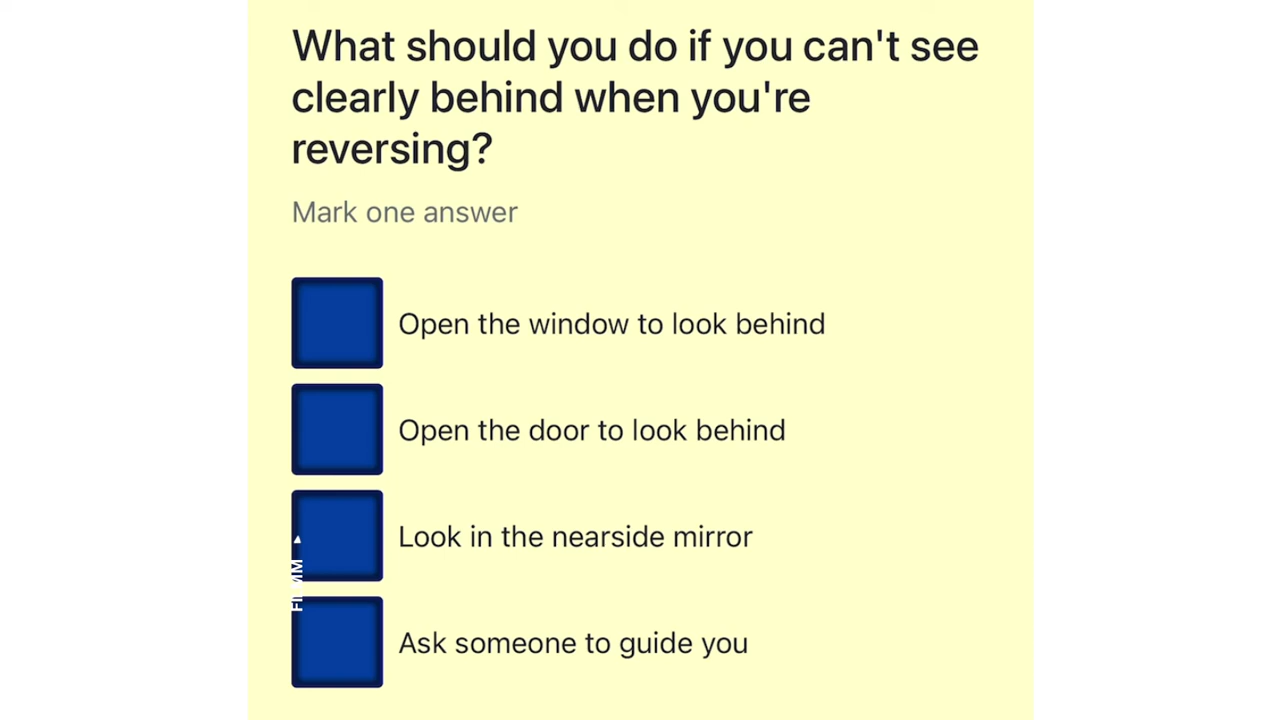 What should you do if you can't see
clearly behind when you're
reversing?
Mark one answer
Open the window to look behind
Open the door to look behind
Look in the nearside mirror
Ask someone to guide you